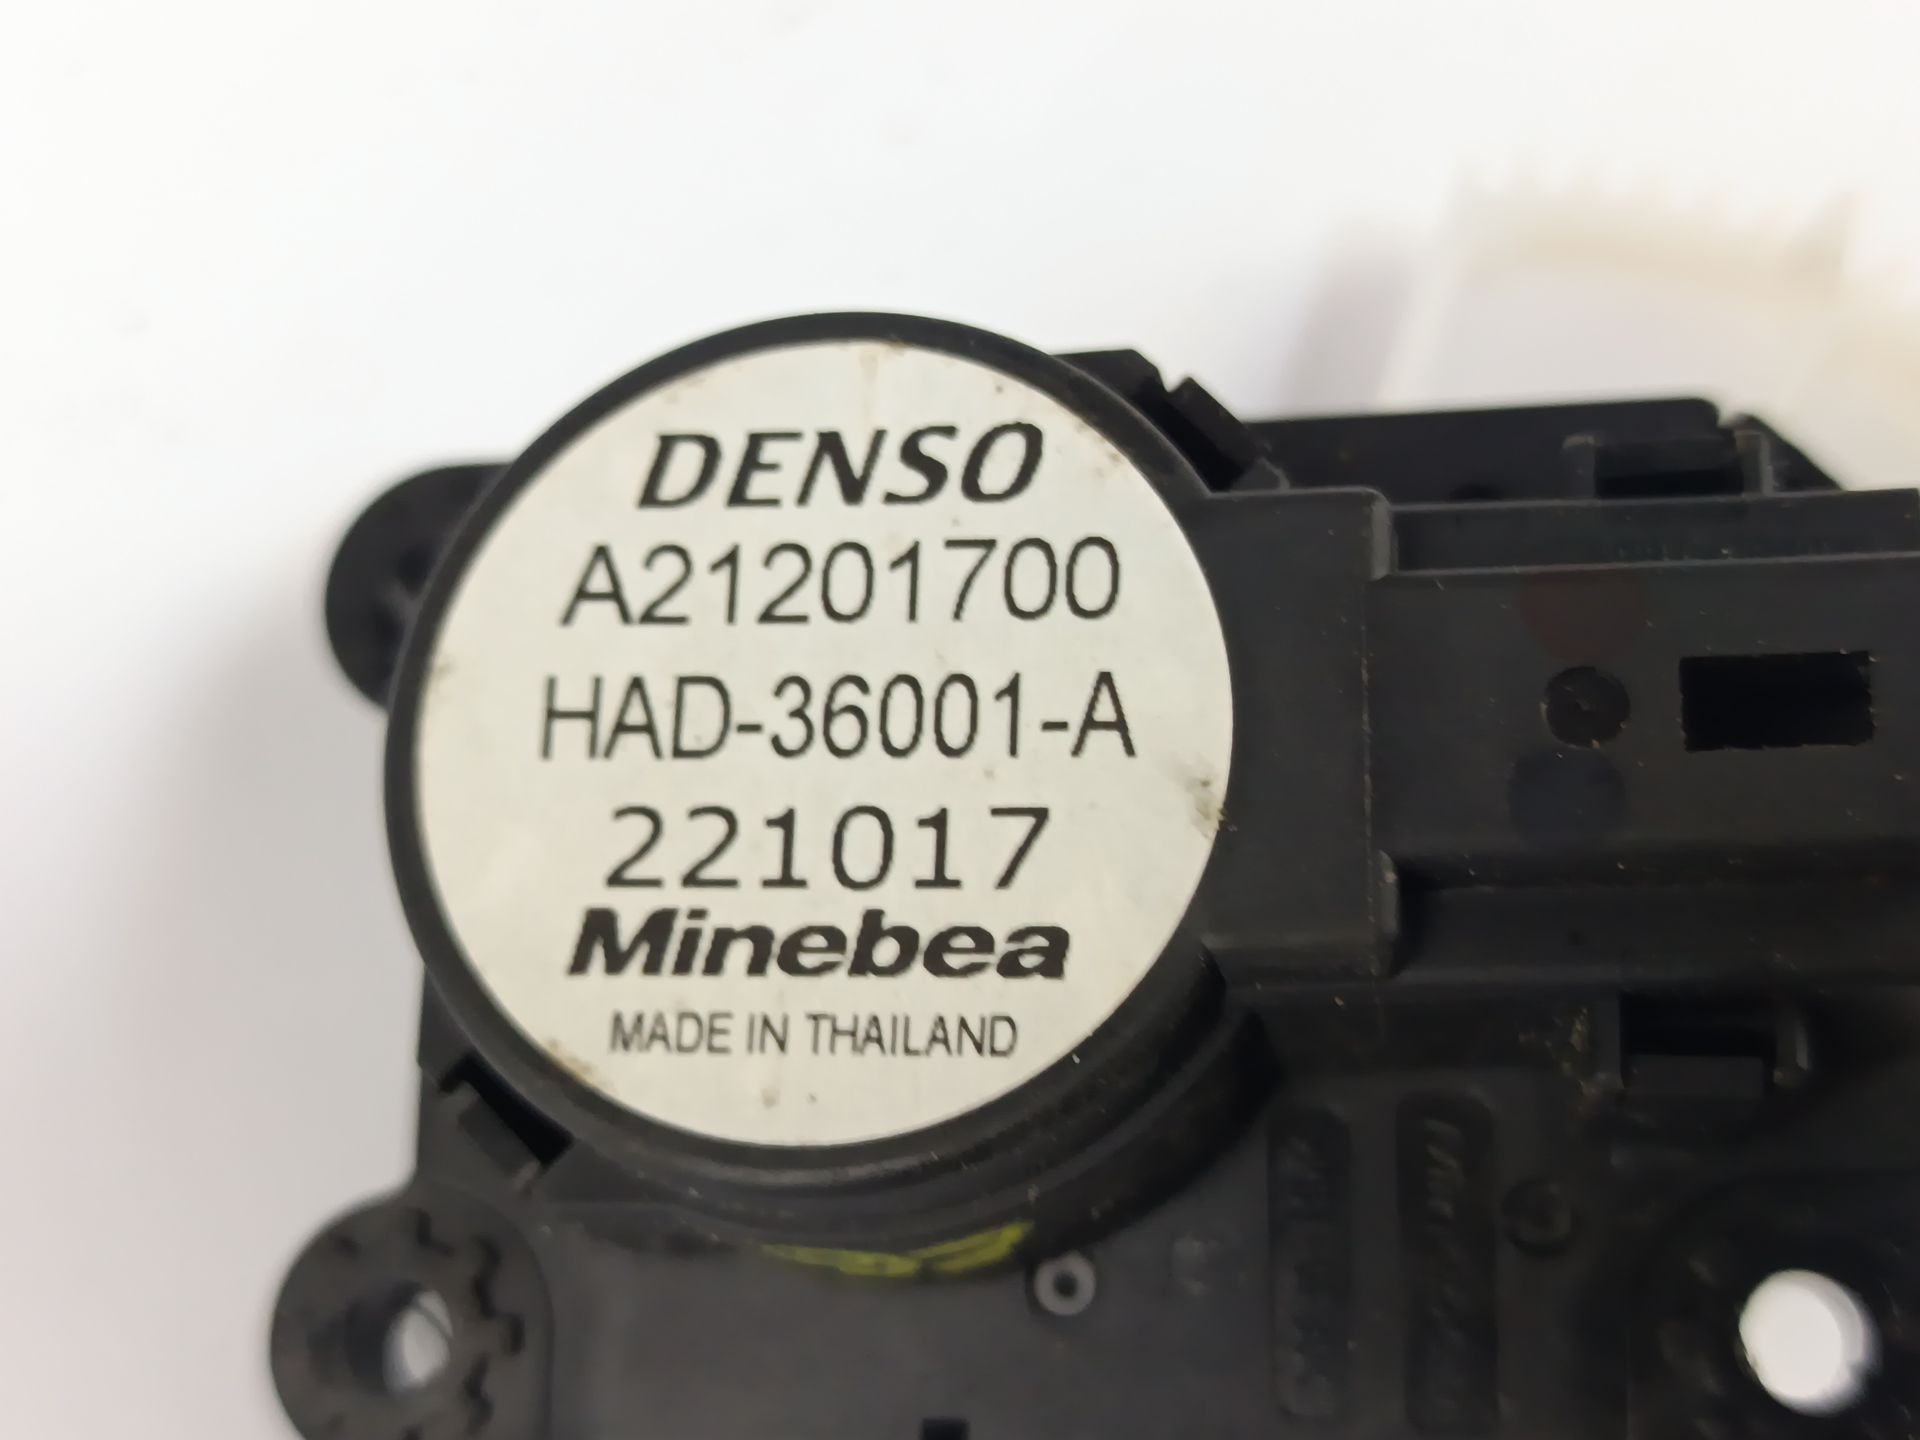 DENSO
A21201700
HAD-36001-A
221017
Minebea
MADE IN THAILAND